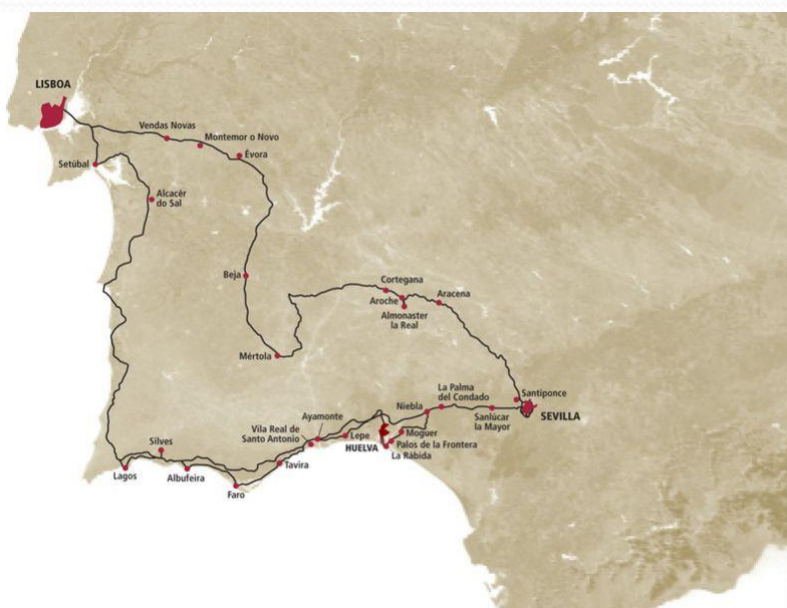 LISBOA
Vendas Novas
Montemor o Novo
Évora
Setúbal
Alcacér
do Sal
Beja
Cortegana
Aroche
Aracena
Almonaster
la Real
Mértola
Santiponce
La Palma
del Condado
Niebla
SEVILLA
Sanlúcar
la Mayor
Ayamonte
Vila Real de
Santo Antonio
Lepe
Moguer
HUELVA
Palos de la Frontera
La Rábida
Silves
Tavira
Lagos
Albufeira
Faro